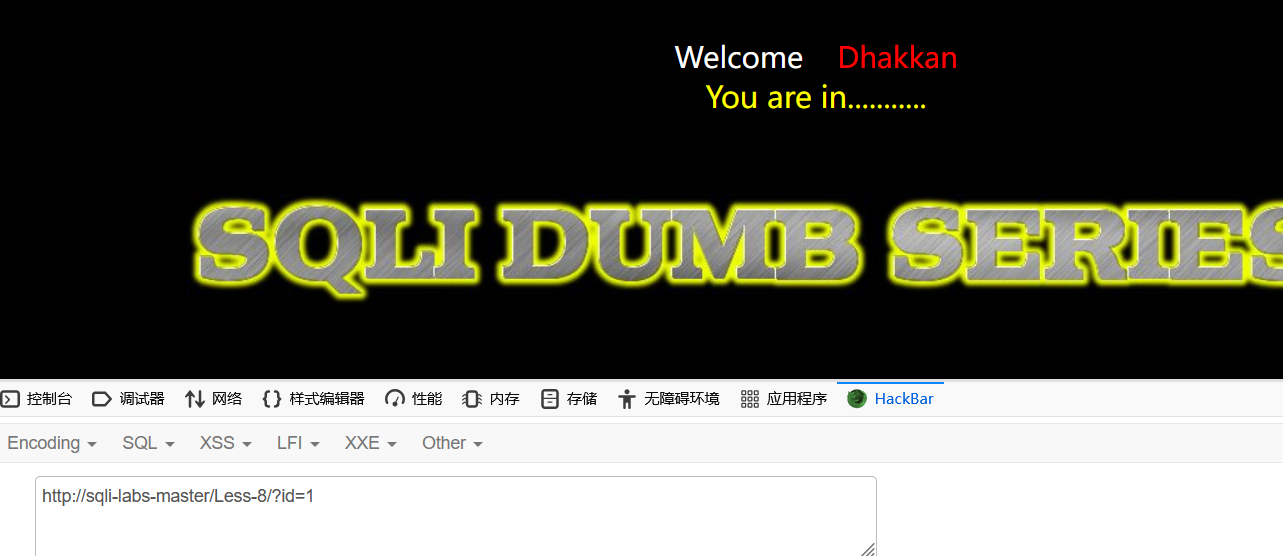 Welcome Dhakkan
You are in...........
SQLI DUMB SERIES
控制台 调试器 网络 样式编辑器 性能 内存 存储 无障碍环境 应用程序 HackBar
Encoding SQL XSS LFI XXE Other
http://sqli-labs-master/Less-8/?id=1